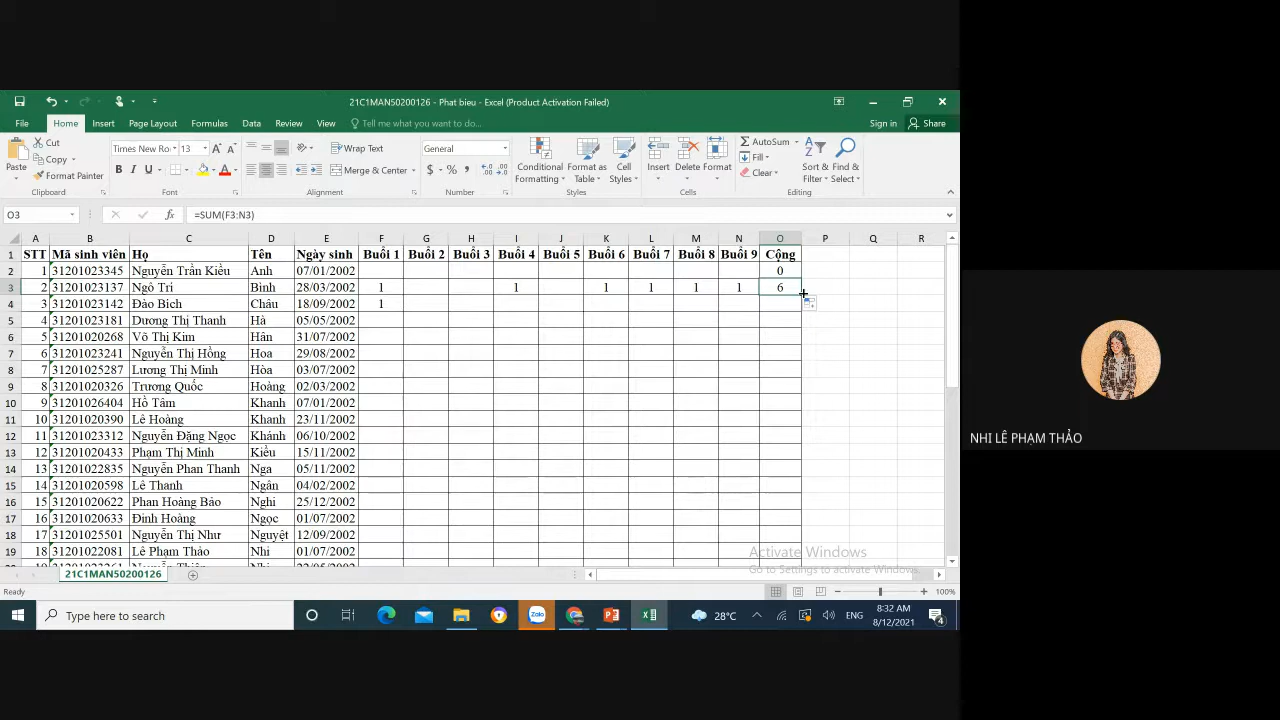 21C1MAN50200126 - Phat bieu - Excel (Product Activation Failed)
File Home Insert Page Layout Formulas Data Review View Tell me what you want to do... Sign in Share
Paste Cut Copy Format Painter Clipboard
Times New Ro 13 B I U A Font
Wrap Text Merge & Center Alignment
General $ % Number
Conditional Formatting Format as Table Cell Styles Styles
Insert Delete Format Cells
AutoSum Fill Clear Sort & Filter Find & Select Editing
O3 fx =SUM(F3:N3)
A B C D E F G H I J K L M N O P Q R
1 STT Mã sinh viên Họ Tên Ngày sinh Buổi 1 Buổi 2 Buổi 3 Buổi 4 Buổi 5 Buổi 6 Buổi 7 Buổi 8 Buổi 9 Cộng
2 1 31201023345 Nguyễn Trần Kiều Anh 07/01/2002 0
3 2 31201023137 Ngô Trí Bình 28/03/2002 1 1 1 1 1 1 6
4 3 31201023142 Đào Bích Châu 18/09/2002 1
5 4 31201023181 Dương Thị Thanh Hà 05/05/2002
6 5 31201020268 Võ Thị Kim Hân 31/07/2002
7 6 31201023241 Nguyễn Thị Hồng Hoa 29/08/2002
8 7 31201025287 Lương Thị Minh Hòa 03/07/2002
9 8 31201020326 Trương Quốc Hoàng 02/03/2002
10 9 31201026404 Hồ Tâm Khanh 07/01/2002
11 10 31201020390 Lê Hoàng Khanh 23/11/2002
12 11 31201023312 Nguyễn Đặng Ngọc Khánh 06/10/2002
13 12 31201020433 Phạm Thị Minh Kiều 15/11/2002
14 13 31201022835 Nguyễn Phan Thanh Nga 05/11/2002
15 14 31201020598 Lê Thanh Ngân 04/02/2002
16 15 31201020622 Phan Hoàng Bảo Nghi 25/12/2002
17 16 31201020633 Đinh Hoàng Ngọc 01/07/2002
18 17 31201025501 Nguyễn Thị Như Nguyệt 12/09/2002
19 18 31201022081 Lê Phạm Thảo Nhi 01/07/2002
Activate Windows
Go to Settings to activate Windows.
21C1MAN50200126
Ready 100%
Type here to search Zalo 28°C ENG 8:32 AM 4
8/12/2021
NHI LÊ PHẠM THẢO